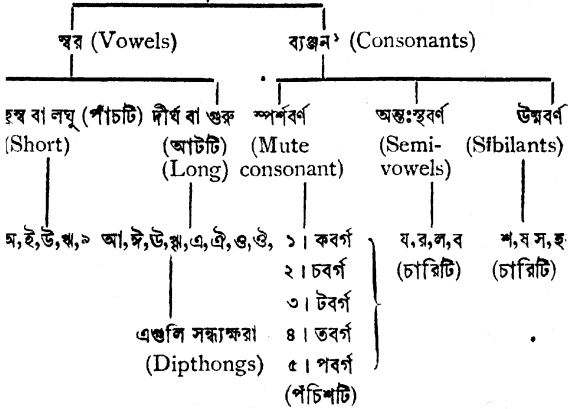 স্বর (Vowels) ব্যঞ্জন১ (Consonants)
হ্রস্ব বা লঘু (পাঁচটি) দীর্ঘ বা গুরু স্পর্শবর্ণ অন্তঃস্থবর্ণ উষ্মবর্ণ
(Short) (আটটি) (Mute (Semi- (Sibilants)
(Long) consonant) vowels)
অ,ই,উ,ঋ,৯ আ,ঈ,ঊ,ৠ,এ,ঐ,ও,ঔ, ১। কবর্গ য,র,ল,ব শ,ষ স,হ
২। চবর্গ (চারিটি) (চারিটি)
৩। টবর্গ
এগুলি সন্ধ্যক্ষরা ৪। তবর্গ
(Dipthongs) ৫। পবর্গ
(পঁচিশটি)